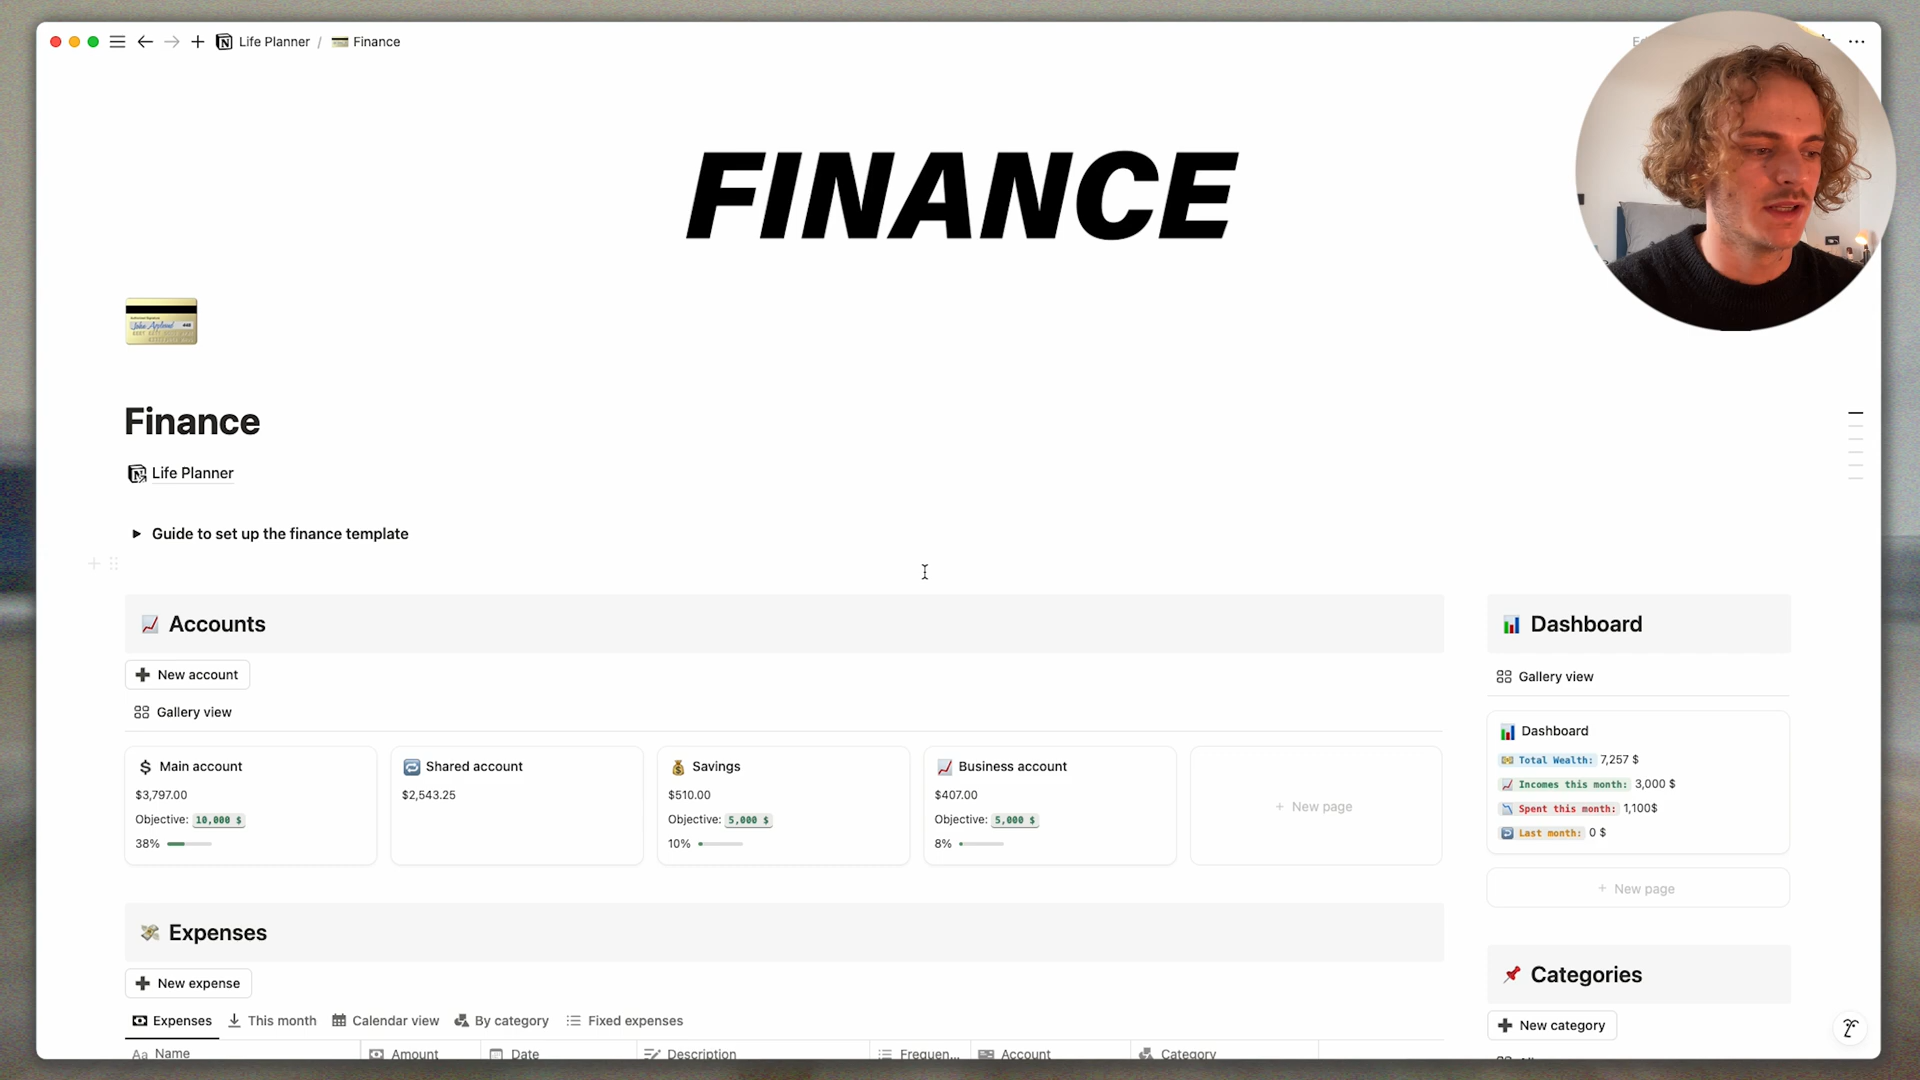 Life Planner / Finance
FINANCE
Finance
Life Planner
Guide to set up the finance template
Accounts
New account
Gallery view
Main account
$3,797.00
Objective: 10,000 $
38%
Shared account
$2,543.25
Savings
$510.00
Objective: 5,000 $
10%
Business account
$407.00
Objective: 5,000 $
8%
+ New page
Expenses
New expense
Expenses
This month
Calendar view
By category
Fixed expenses
Aa Name
Amount
Date
Description
Frequen...
Account
Category
Dashboard
Gallery view
Dashboard
Total Wealth: 7,257 $
Incomes this month: 3,000 $
Spent this month: 1,100$
Last month: 0 $
+ New page
Categories
New category